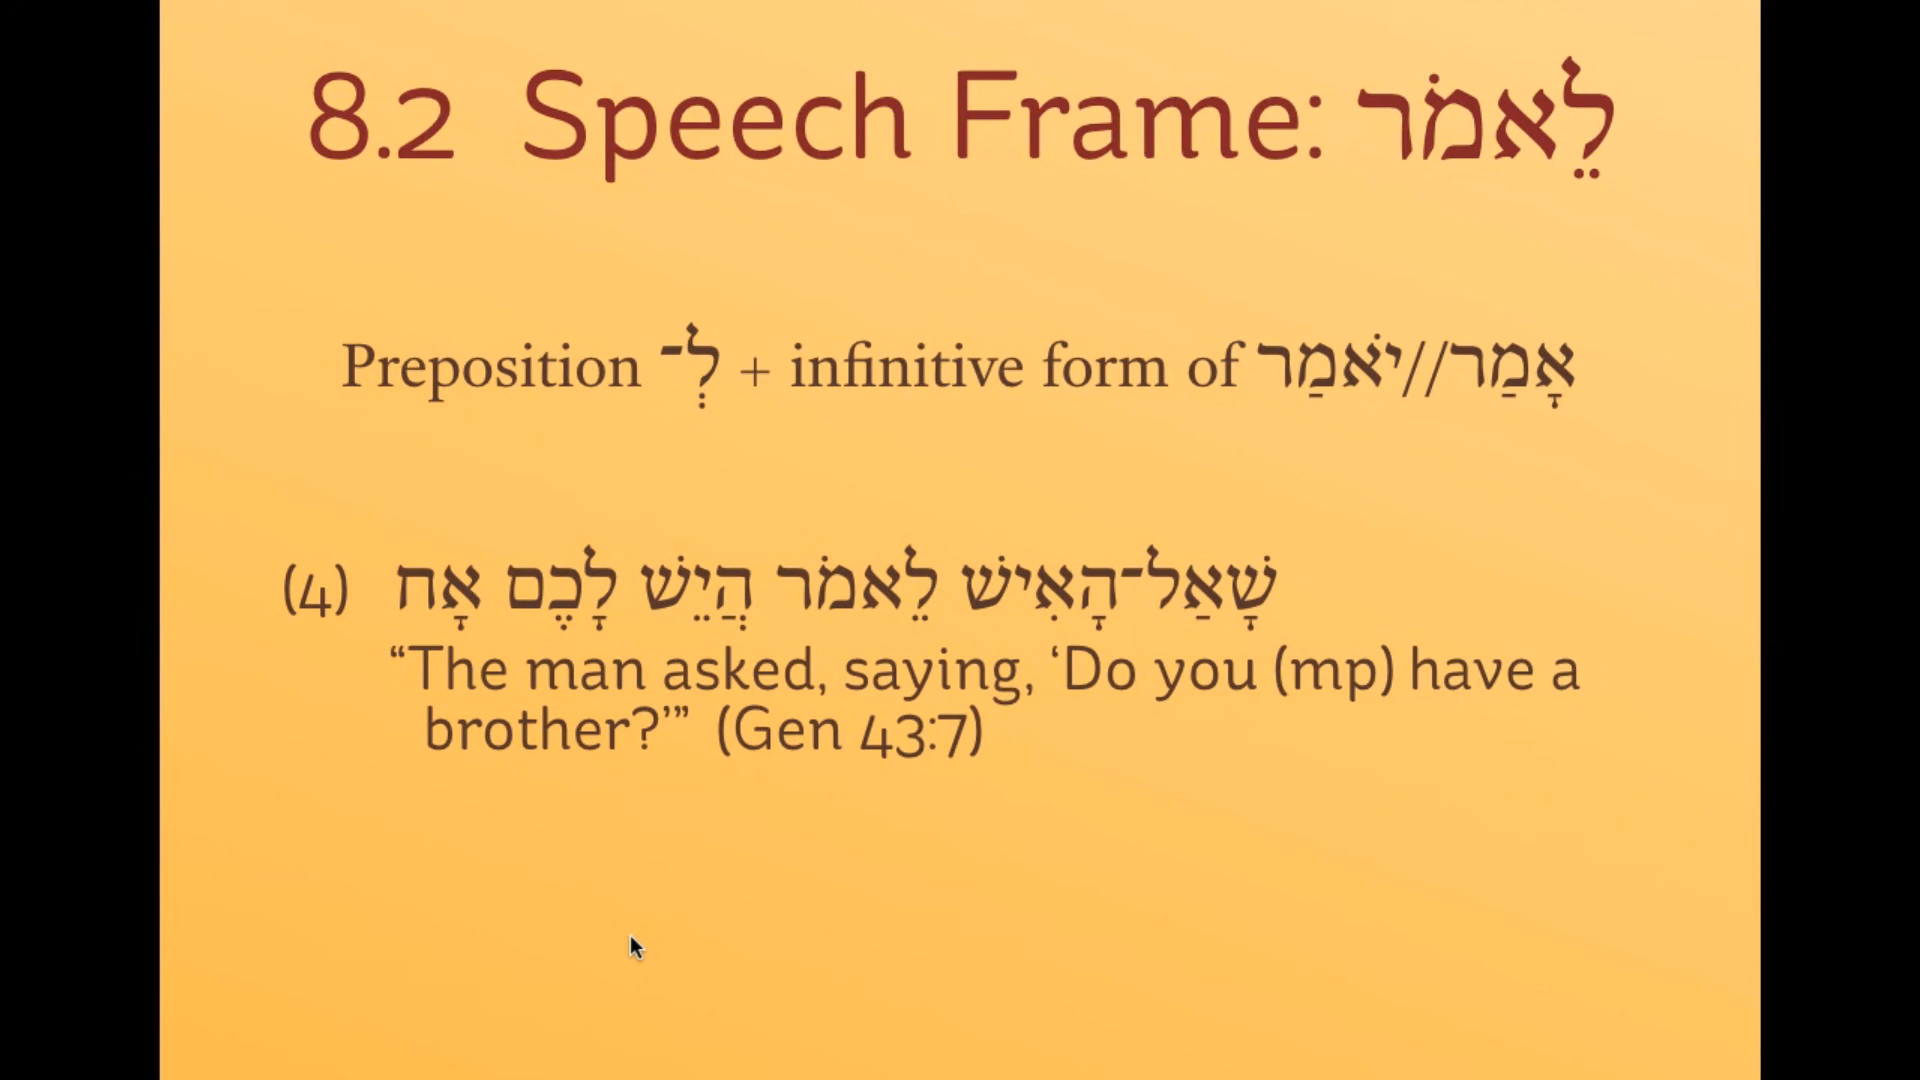 8.2 Speech Frame: לֵאמֹר
Preposition לְ־ + infinitive form of אָמַר//יֹאמַר
(4) שָׁאַל־הָאִישׁ לֵאמֹר הֲיֵשׁ לָכֶם אָח
“The man asked, saying, ‘Do you (mp) have a
brother?’” (Gen 43:7)